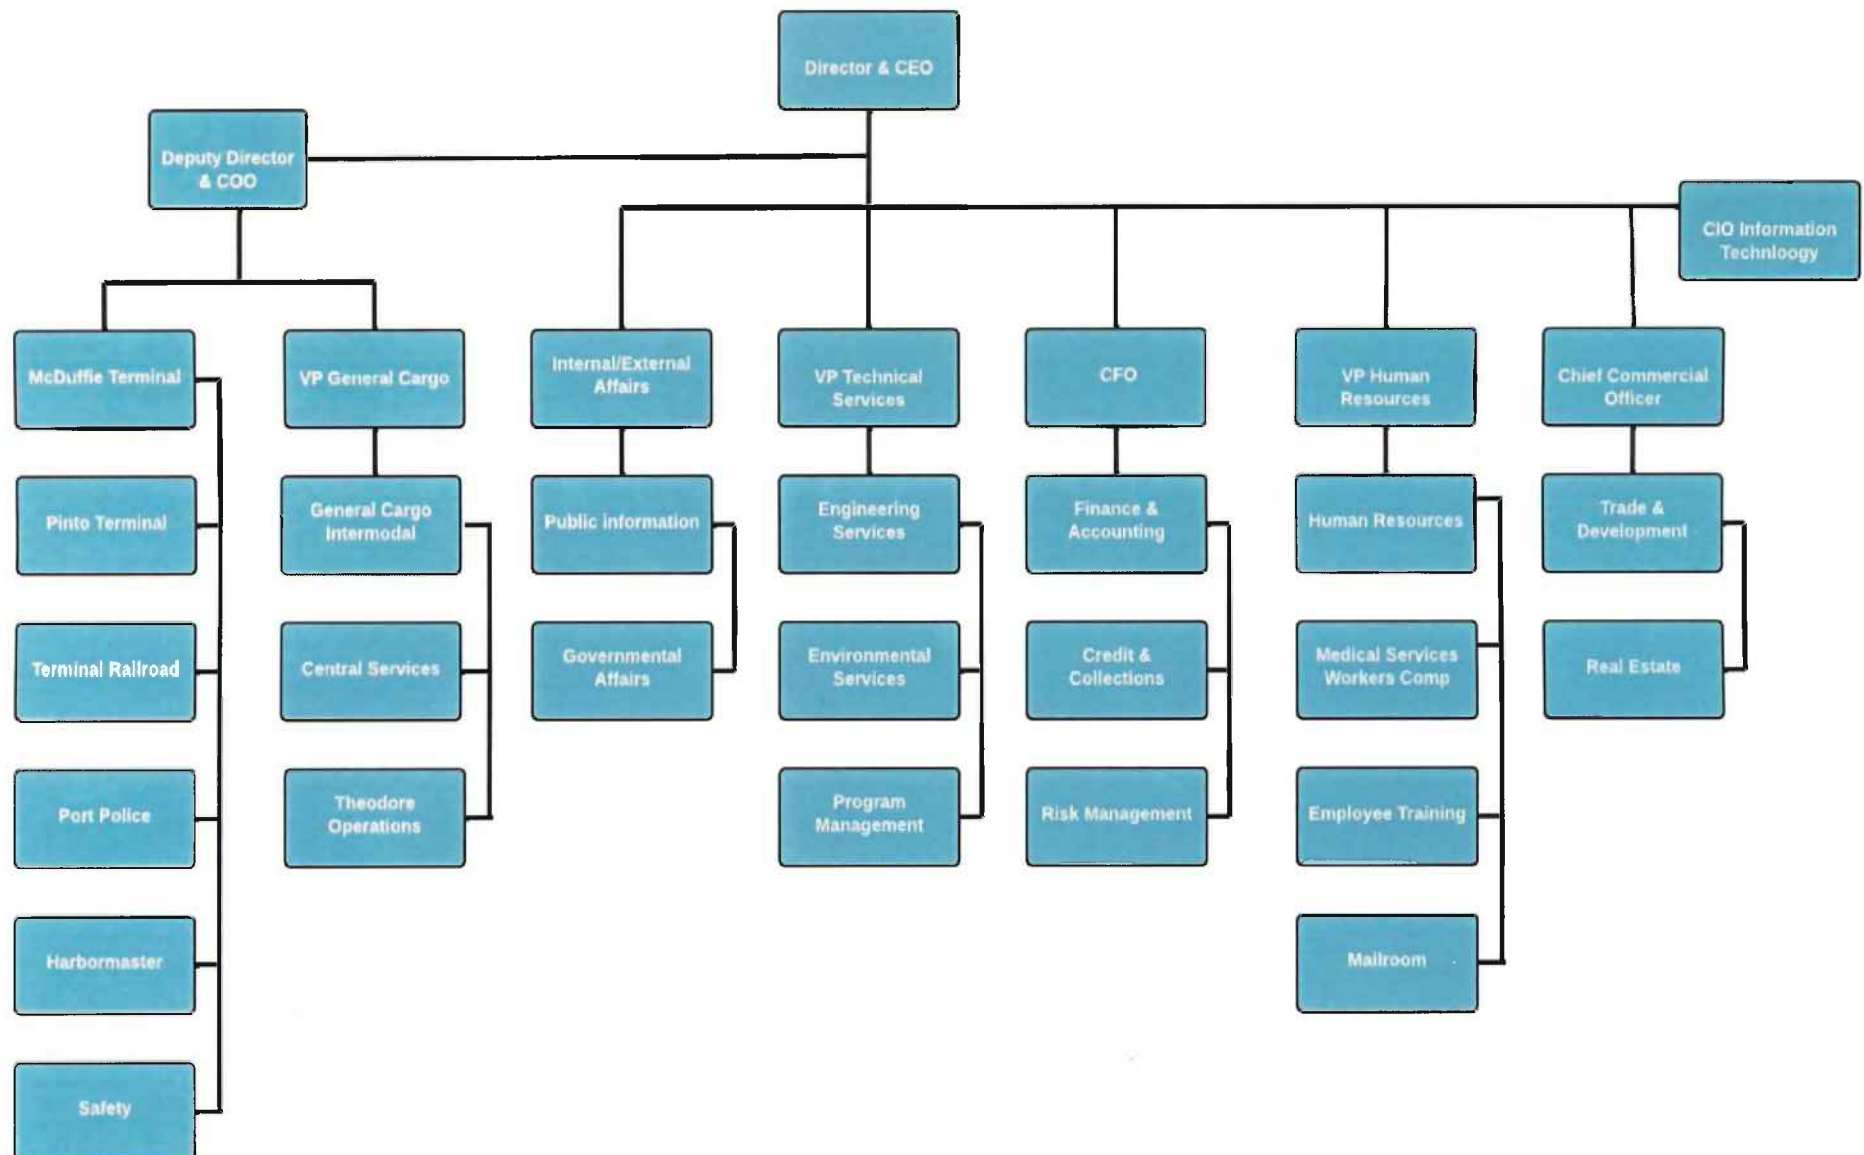 Director & CEO
Deputy Director
& COO
CIO Information
Technloogy
McDuffie Terminal
VP General Cargo
Internal/External
Affairs
VP Technical
Services
CFO
VP Human
Resources
Chief Commercial
Officer
Pinto Terminal
General Cargo
Intermodal
Public information
Engineering
Services
Finance &
Accounting
Human Resources
Trade &
Development
Terminal Railroad
Central Services
Governmental
Affairs
Environmental
Services
Credit &
Collections
Medical Services
Workers Comp
Real Estate
Port Police
Theodore
Operations
Program
Management
Risk Management
Employee Training
Harbormaster
Mailroom
Safety